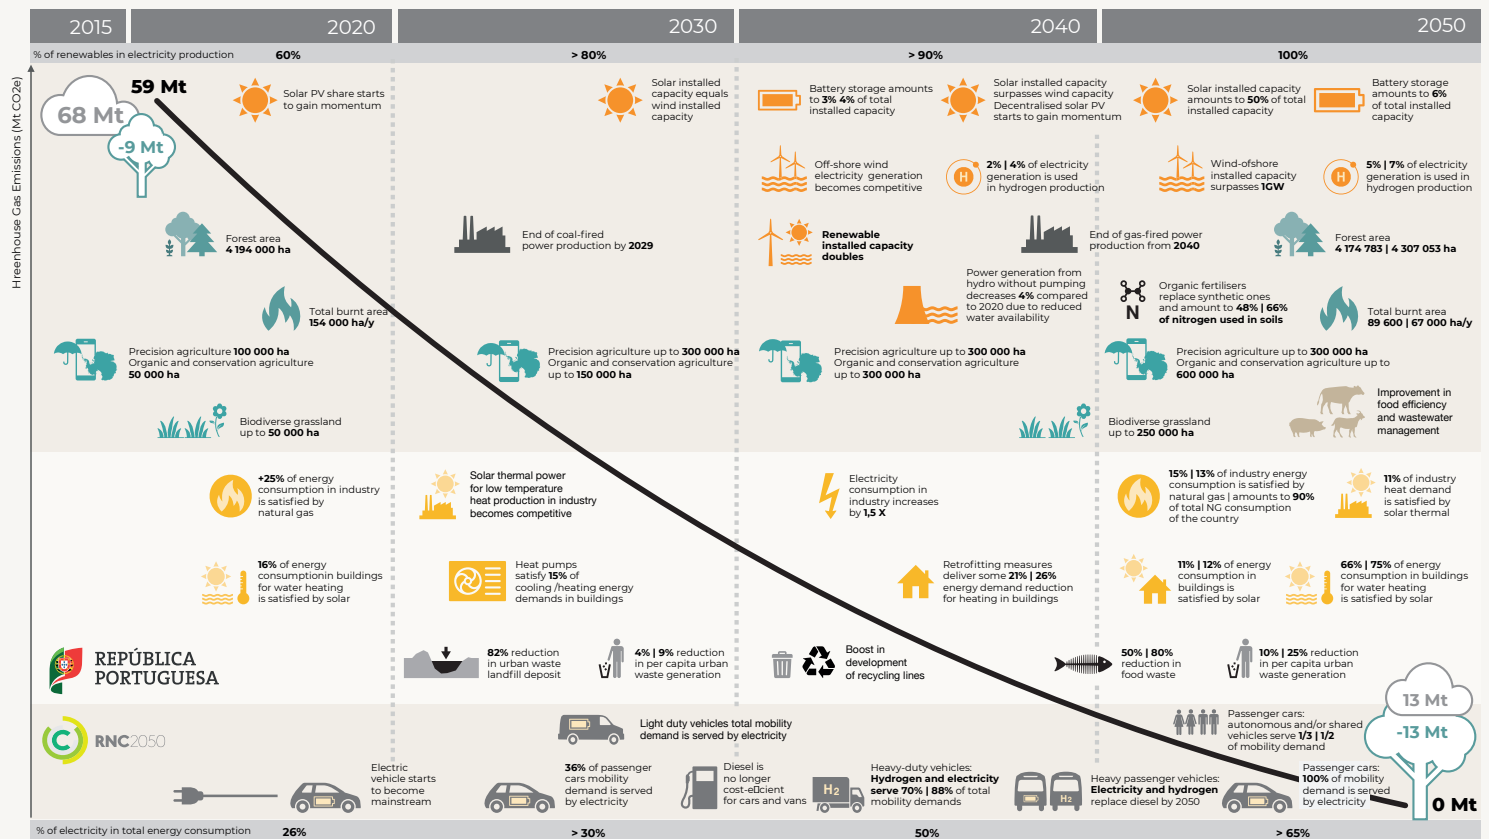 2015
2020
2030
2040
2050
% of renewables in electricity production
60%
> 80%
> 90%
100%
Hreenhouse Gas Emissions (Mt CO2e)
68 Mt
59 Mt
-9 Mt
Solar PV share starts
to gain momentum
Solar installed
capacity equals
wind installed
capacity
Battery storage amounts
to 3% 4% of total
installed capacity
Solar installed capacity
surpasses wind capacity
Decentralised solar PV
starts to gain momentum
Solar installed capacity
amounts to 50% of total
installed capacity
Battery storage
amounts to 6%
of total installed
capacity
Off-shore wind
electricity generation
becomes competitive
H
2% | 4% of electricity
generation is used
in hydrogen production
Wind-ofshore
installed capacity
surpasses 1GW
H
5% | 7% of electricity
generation is used in
hydrogen production
Forest area
4 194 000 ha
End of coal-fired
power production by 2029
Renewable
installed capacity
doubles
End of gas-fired power
production from 2040
Forest area
4 174 783 | 4 307 053 ha
Total burnt area
154 000 ha/y
Power generation from
hydro without pumping
decreases 4% compared
to 2020 due to reduced
water availability
N
Organic fertilisers
replace synthetic ones
and amount to 48% | 66%
of nitrogen used in soils
Total burnt area
89 600 | 67 000 ha/y
Precision agriculture 100 000 ha
Organic and conservation agriculture
50 000 ha
Precision agriculture up to 300 000 ha
Organic and conservation agriculture
up to 150 000 ha
Precision agriculture up to 300 000 ha
Organic and conservation agriculture
up to 300 000 ha
Precision agriculture up to 300 000 ha
Organic and conservation agriculture up to
600 000 ha
Biodiverse grassland
up to 50 000 ha
Biodiverse grassland
up to 250 000 ha
Improvement in
food efficiency
and wastewater
management
+25% of energy
consumption in industry
is satisfied by
natural gas
Solar thermal power
for low temperature
heat production in industry
becomes competitive
Electricity
consumption in
industry increases
by 1,5 X
15% | 13% of industry energy
consumption is satisfied by
natural gas | amounts to 90%
of total NG consumption
of the country
11% of industry
heat demand
is satisfied by
solar thermal
16% of energy
consumptionin buildings
for water heating
is satisfied by solar
Heat pumps
satisfy 15% of
cooling /heating energy
demands in buildings
Retrofitting measures
deliver some 21% | 26%
energy demand reduction
for heating in buildings
11% | 12% of energy
consumption in
buildings is
satisfied by solar
66% | 75% of energy
consumption in buildings
for water heating
is satisfied by solar
REPÚBLICA
PORTUGUESA
82% reduction
in urban waste
landfill deposit
4% | 9% reduction
in per capita urban
waste generation
Boost in
development
of recycling lines
50% | 80%
reduction in
food waste
10% | 25% reduction
in per capita urban
waste generation
13 Mt
-13 Mt
C
RNC2050
Light duty vehicles total mobility
demand is served by electricity
Passenger cars:
autonomous and/or shared
vehicles serve 1/3 | 1/2
of mobility demand
Electric
vehicle starts
to become
mainstream
36% of passenger
cars mobility
demand is served
by electricity
Diesel is
no longer
cost-e▯cient
for cars and vans
H2
Heavy-duty vehicles:
Hydrogen and electricity
serve 70% | 88% of total
mobility demands
H2
Heavy passenger vehicles:
Electricity and hydrogen
replace diesel by 2050
Passenger cars:
100% of mobility
demand is served
by electricity
0 Mt
% of electricity in total energy consumption
26%
> 30%
50%
> 65%